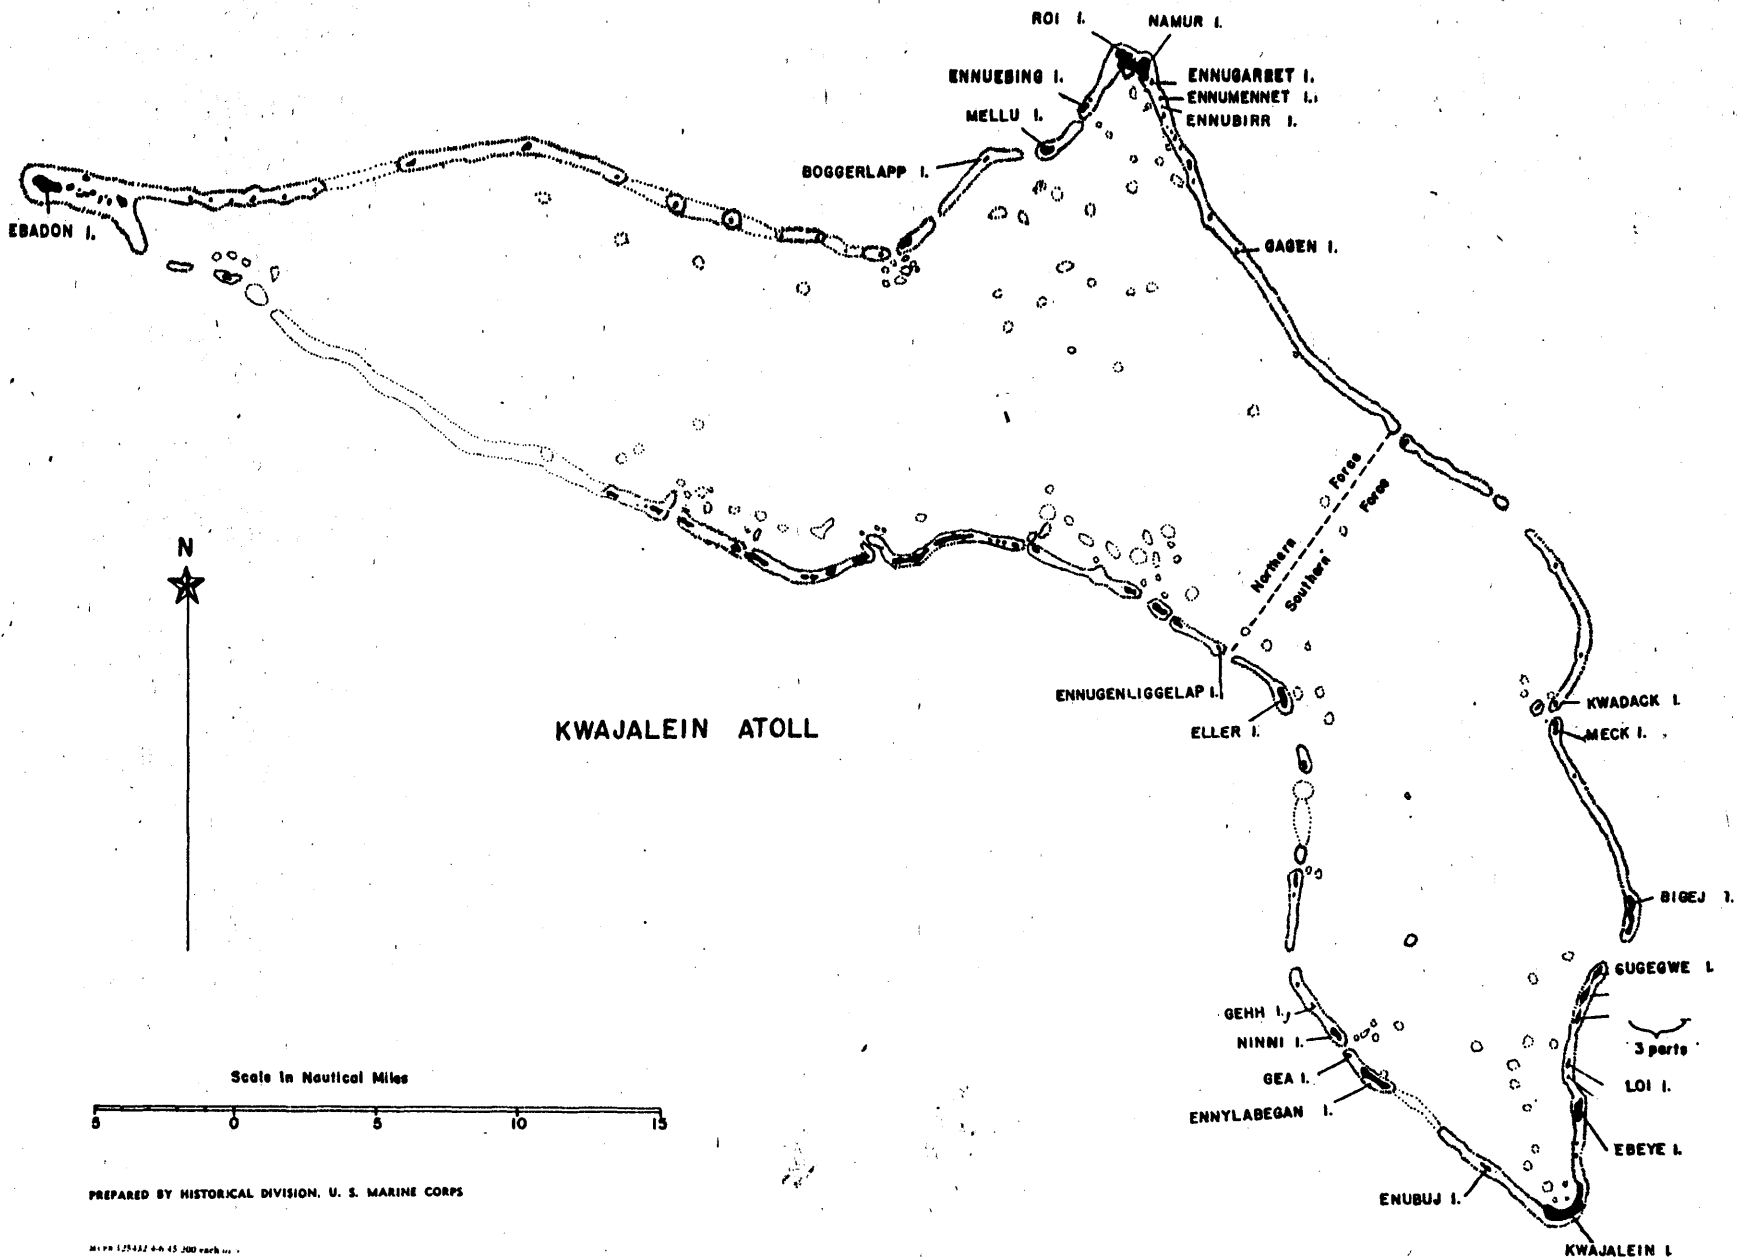 ROI I.
NAMUR I.
ENNUEBING I.
ENNUGARRET I.
MELLU I.
ENNUMENNET I.
ENNUBIRR I.
BOGGERLAPP I.
EBADON I.
GAGEN I.
Northern Force
Southern Force
N
ENNUGENLIGGELAP I.
KWADACK I.
KWAJALEIN ATOLL
ELLER I.
MECK I.
BIGEJ I.
GUGEGWE I.
GEHH I.
NINNI I.
3 parts
Scale in Nautical Miles
GEA I.
LOI I.
ENNYLABEGAN I.
5 0 5 10 15
EBEYE I.
PREPARED BY HISTORICAL DIVISION, U. S. MARINE CORPS
ENUBUJ I.
KWAJALEIN I.